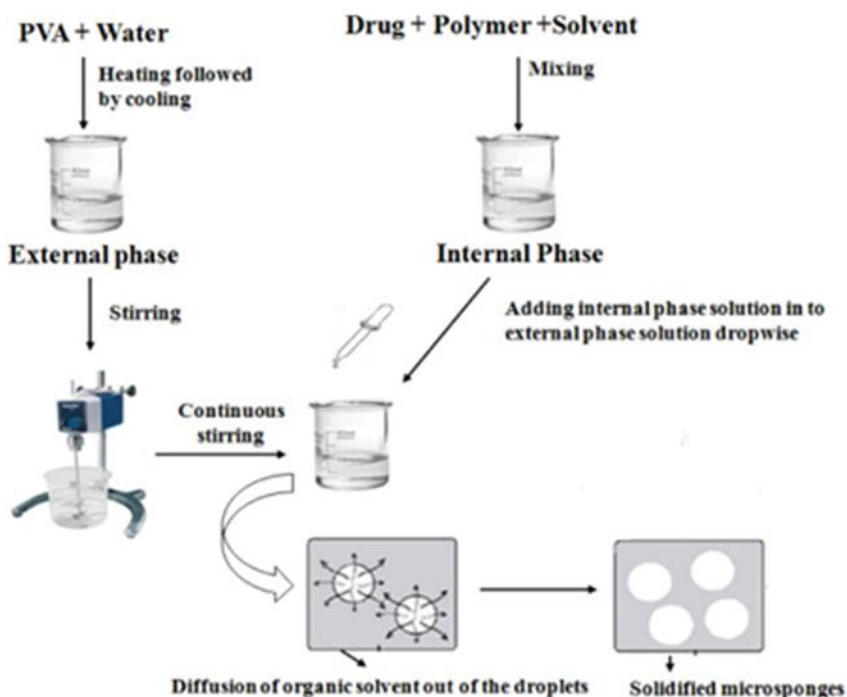 PVA + Water
Drug + Polymer +Solvent
Heating followed
by cooling
Mixing
External phase
Internal Phase
Stirring
Adding internal phase solution in to
external phase solution dropwise
Continuous
stirring
Diffusion of organic solvent out of the droplets
Solidified microsponges